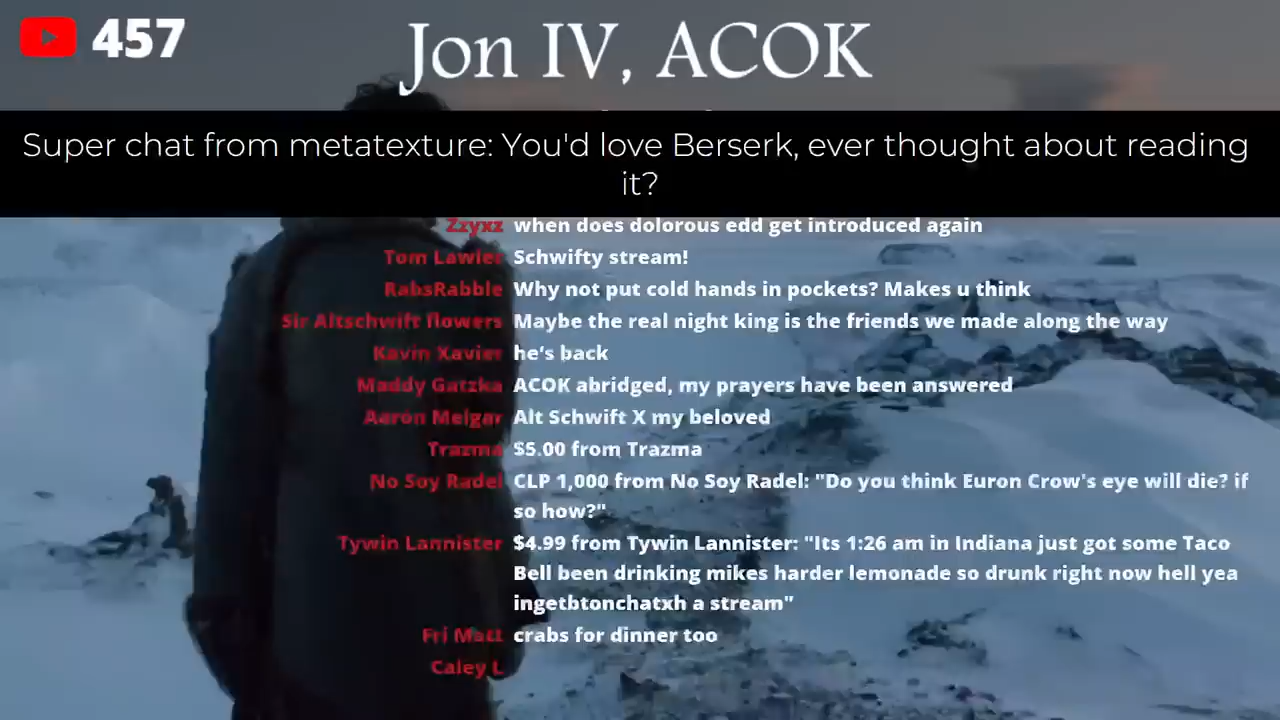 457
Jon IV, ACOK
Super chat from metatexture: You'd love Berserk, ever thought about reading
it?
Zzyxz when does dolorous edd get introduced again
Tom Lawler Schwifty stream!
RabsRabble Why not put cold hands in pockets? Makes u think
Sir Altschwift flowers Maybe the real night king is the friends we made along the way
Kavin Xavier he's back
Maddy Gatzka ACOK abridged, my prayers have been answered
Aaron Melgar Alt Schwift X my beloved
Trazma $5.00 from Trazma
No Soy Radel CLP 1,000 from No Soy Radel: "Do you think Euron Crow's eye will die? if
so how?"
Tywin Lannister $4.99 from Tywin Lannister: "Its 1:26 am in Indiana just got some Taco
Bell been drinking mikes harder lemonade so drunk right now hell yea
ingetbtonchatxh a stream"
Fri Matt crabs for dinner too
Caley L